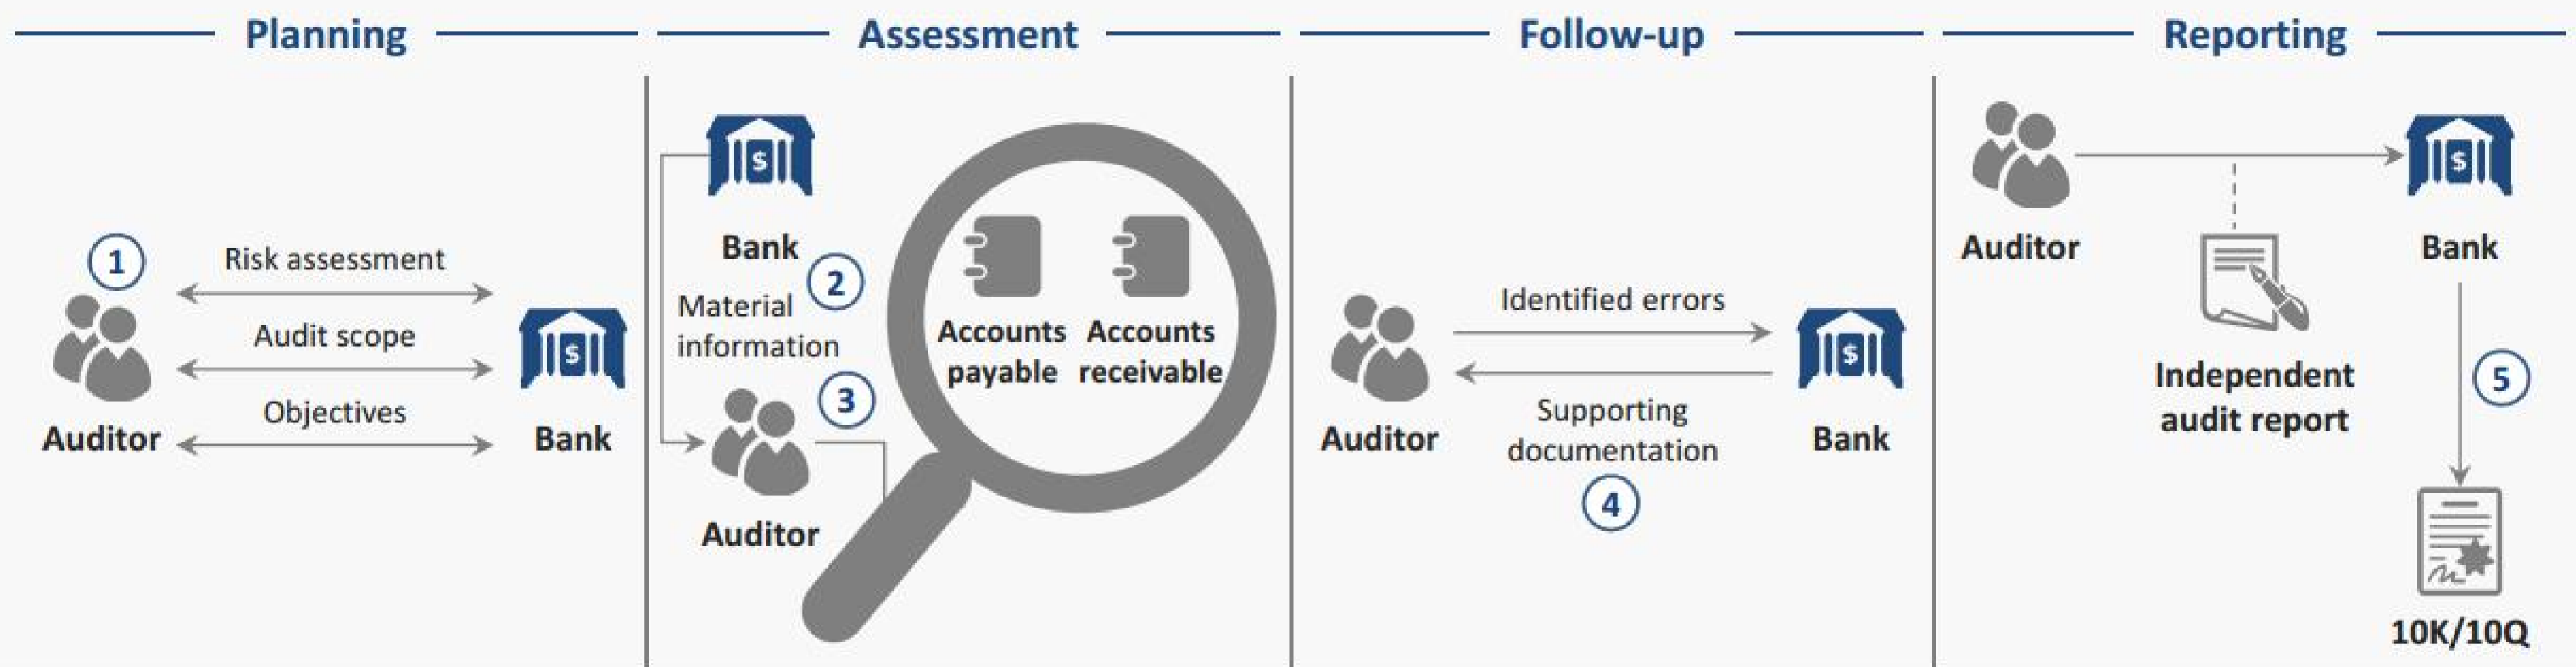 Planning
Assessment
Follow-up
Reporting
1
Risk assessment
Audit scope
Objectives
Auditor
Bank
$
$
Bank
2
Material
information
3
Auditor
Accounts
payable
Accounts
receivable
Identified errors
Supporting
documentation
4
Auditor
$
Bank
Auditor
$
Bank
Independent
audit report
5
10K/10Q